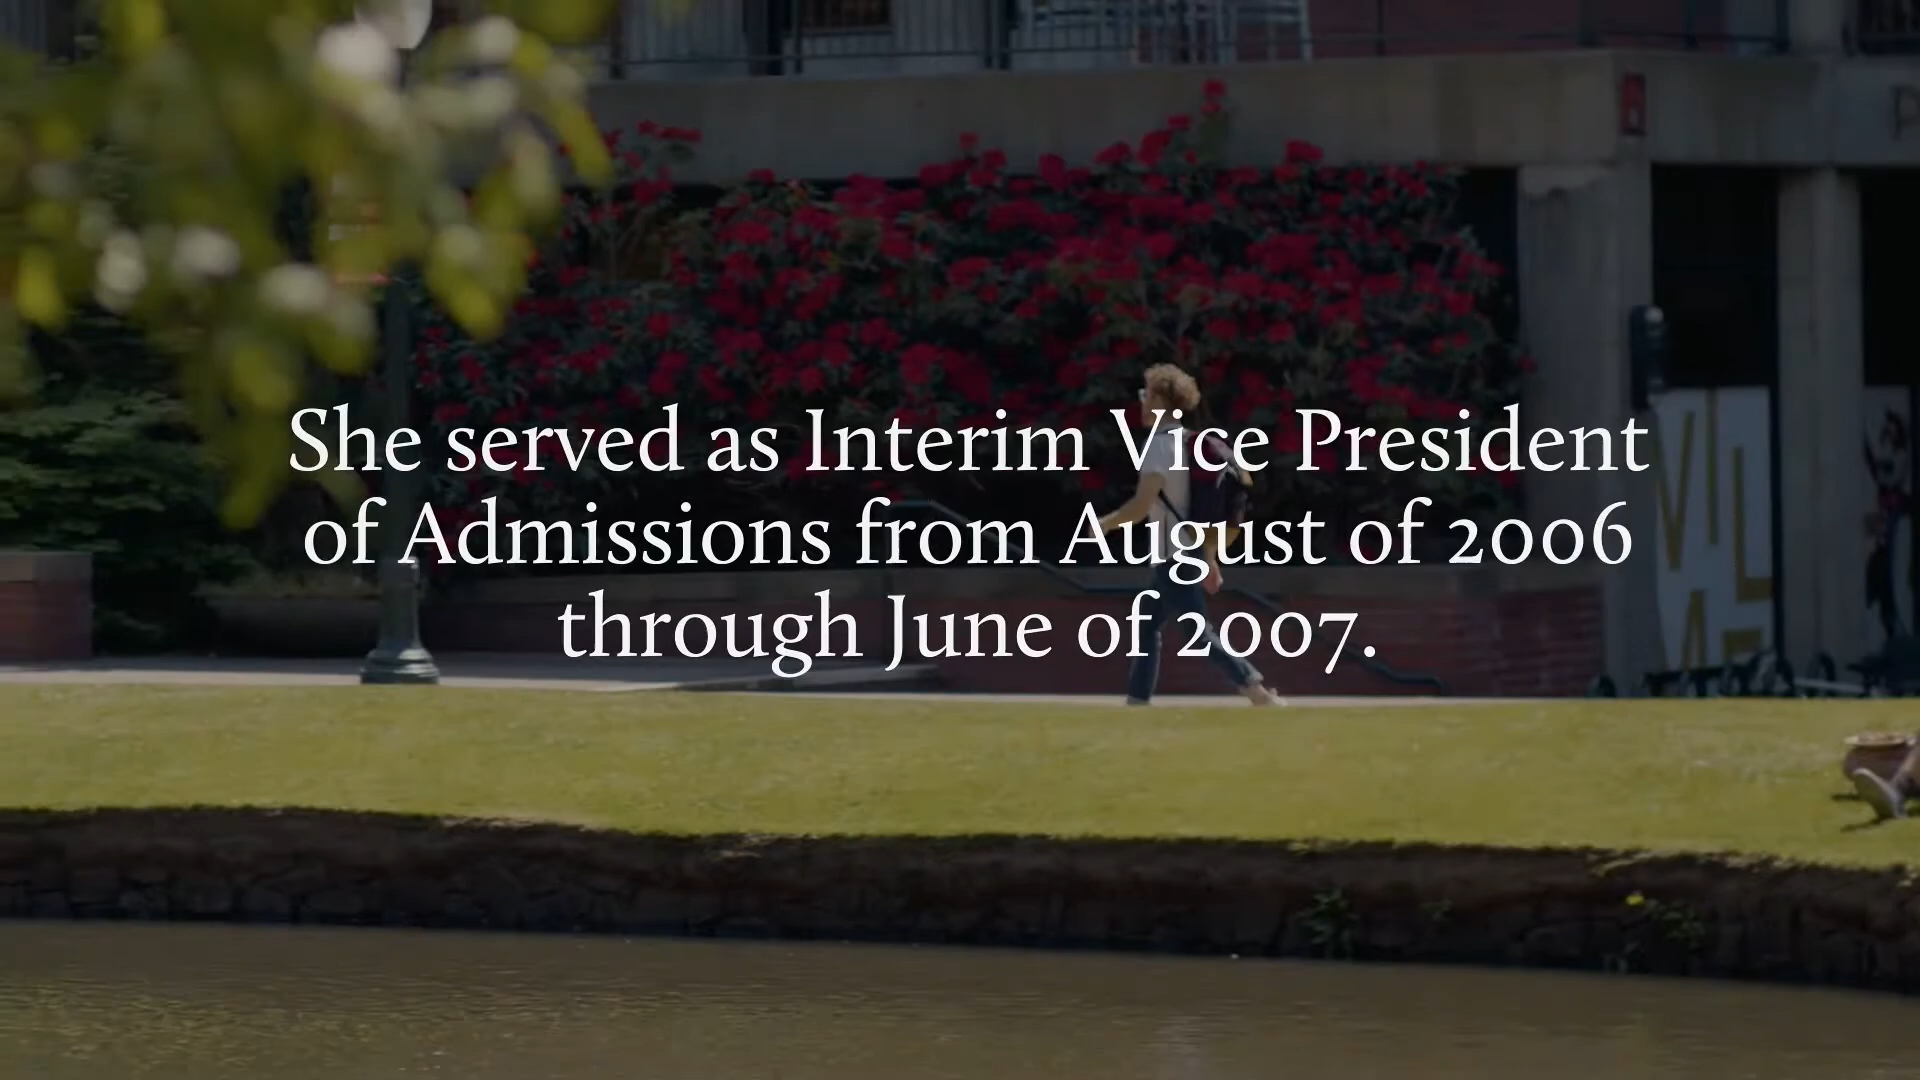 She served as Interim Vice President
of Admissions from August of 2006
through June of 2007.